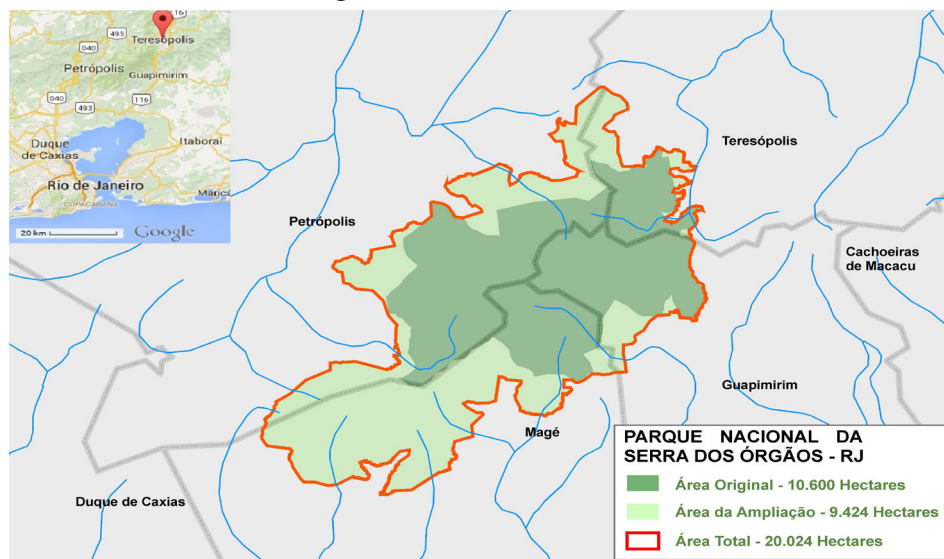 116
495
Teresópolis
040
Petrópolis
Guapimirim
040
116
493
Duque
de Caxias
Itaboraí
Rio de Janeiro
Maricá
COPACABANA
20 km
Google
Teresópolis
Petrópolis
Cachoeiras
de Macacu
Guapimirim
Magé
Duque de Caxias
PARQUE NACIONAL DA
SERRA DOS ÓRGÃOS - RJ
Área Original - 10.600 Hectares
Área da Ampliação - 9.424 Hectares
Área Total - 20.024 Hectares